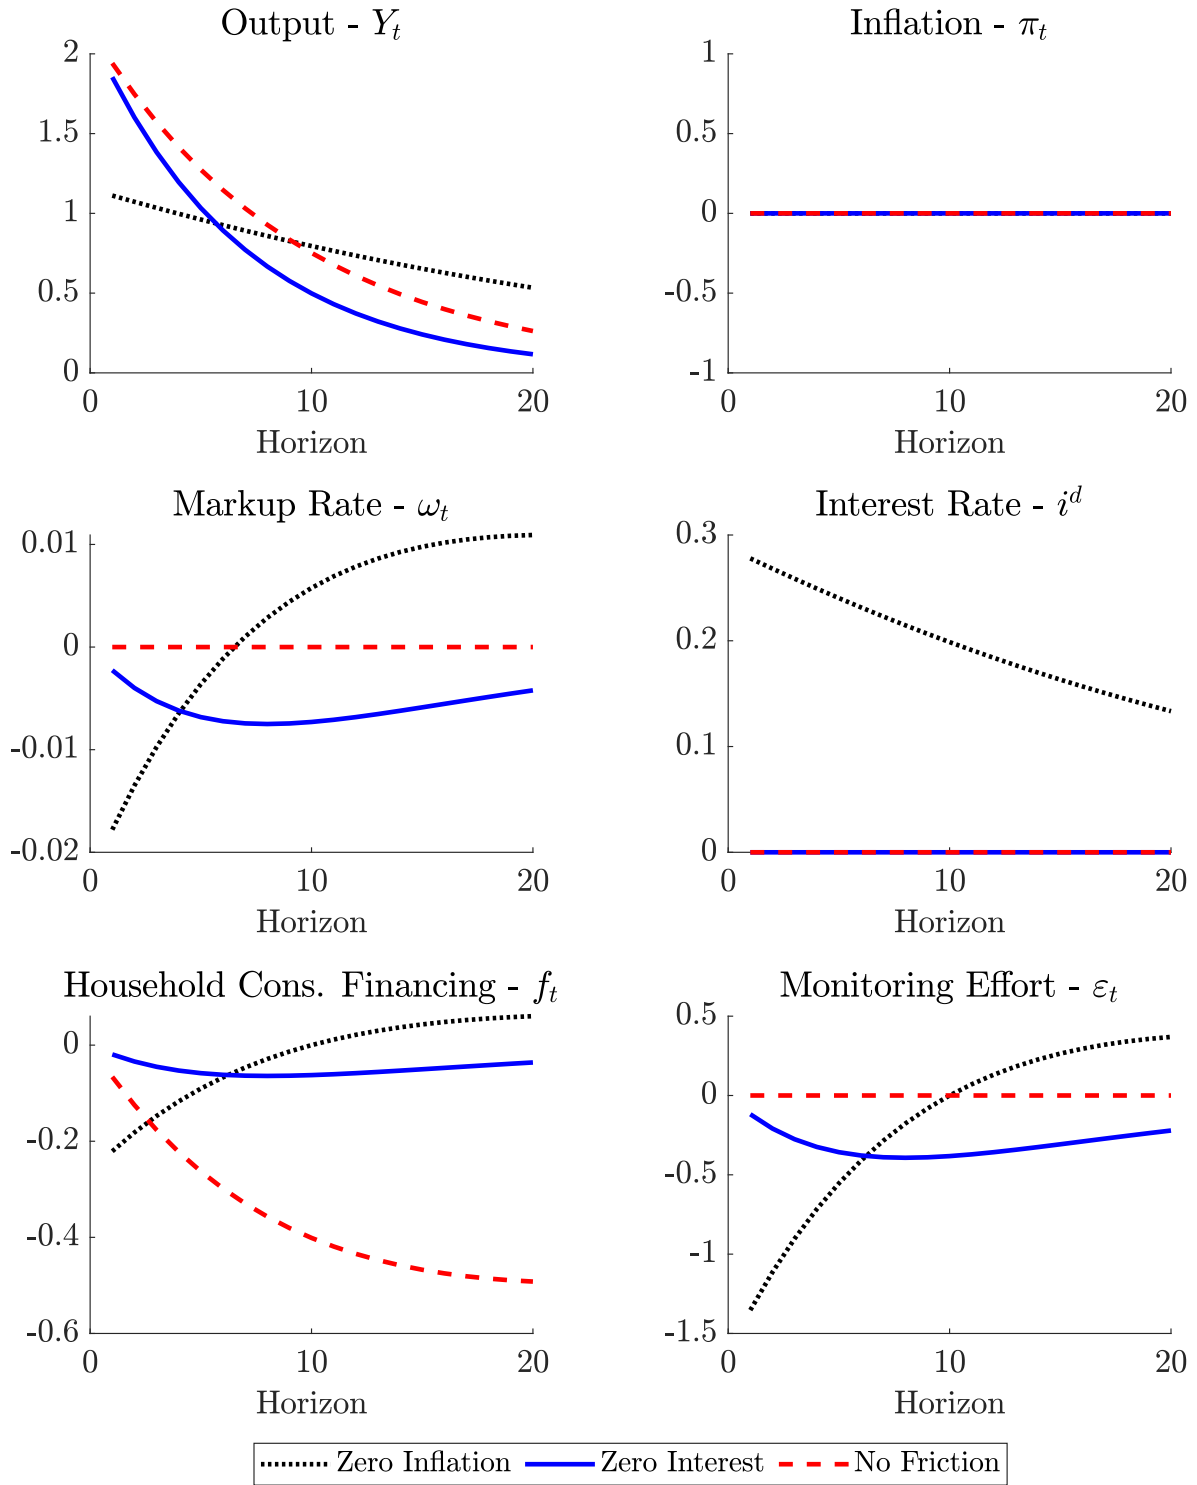 Output - Y_t
2
1.5
1
0.5
0
0 10 20
Horizon
Inflation - π_t
1
0.5
0
-0.5
-1
0 10 20
Horizon
Markup Rate - ω_t
0.01
0
-0.01
-0.02
0 10 20
Horizon
Interest Rate - i^d
0.3
0.2
0.1
0
0 10 20
Horizon
Household Cons. Financing - f_t
0
-0.2
-0.4
-0.6
0 10 20
Horizon
Monitoring Effort - ε_t
0.5
0
-0.5
-1
-1.5
0 10 20
Horizon
Zero Inflation Zero Interest No Friction